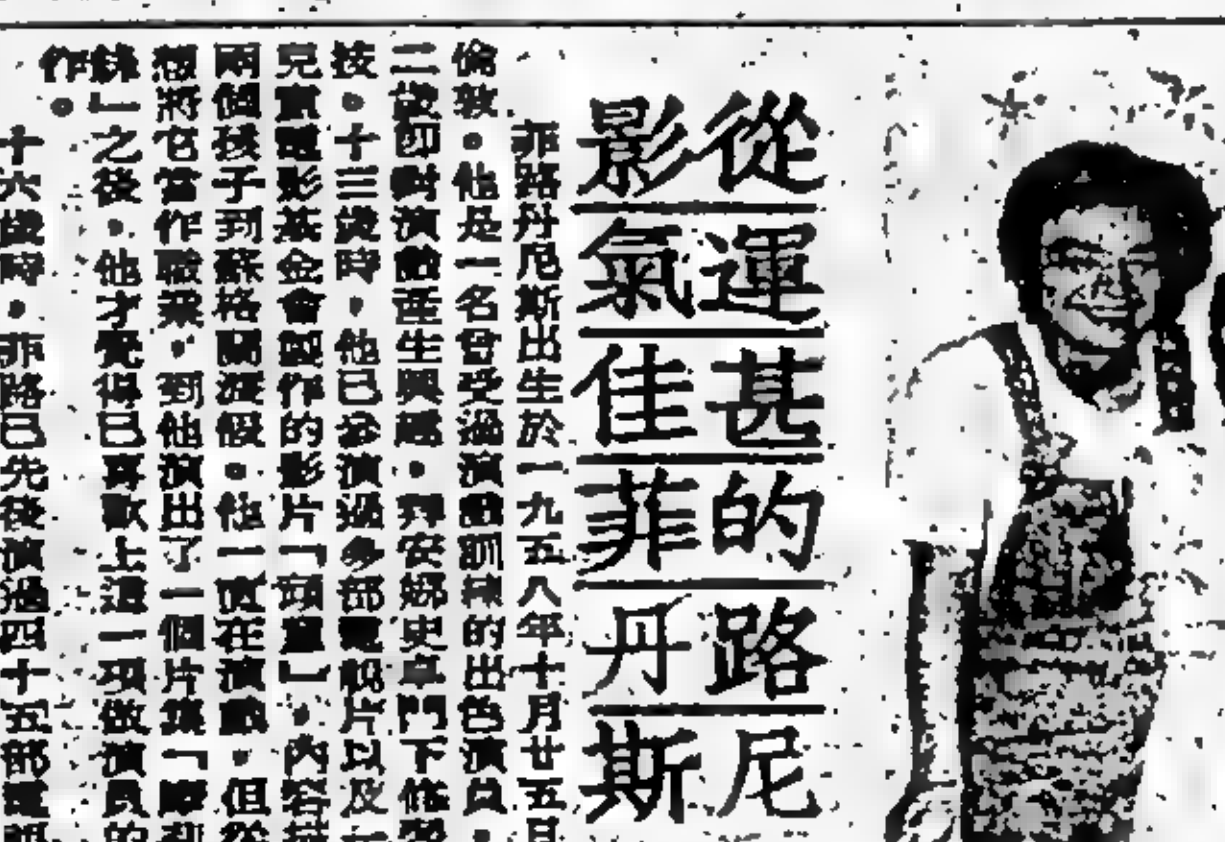 從影
運氣
甚佳
的菲
路丹
尼斯
菲路丹尼斯出生於一九五八年十月廿五日
倫敦。他是一名曾受過演戲訓練的出色演員,
二歲即對演戲產生興趣,拜安娜史卓門下修
技。十三歲時,他已參演過多部電視片以及一
兒童電影基金會製作的影片「頑童」,內容描
兩個孩子到蘇格蘭渡假。他一直在演戲,但從
想將它當作職業,到他演出了一個片集「
」之後,他才覺得已喜歡上這一項做演員的
作。
十六歲時,菲路已先後演過四十五部電視